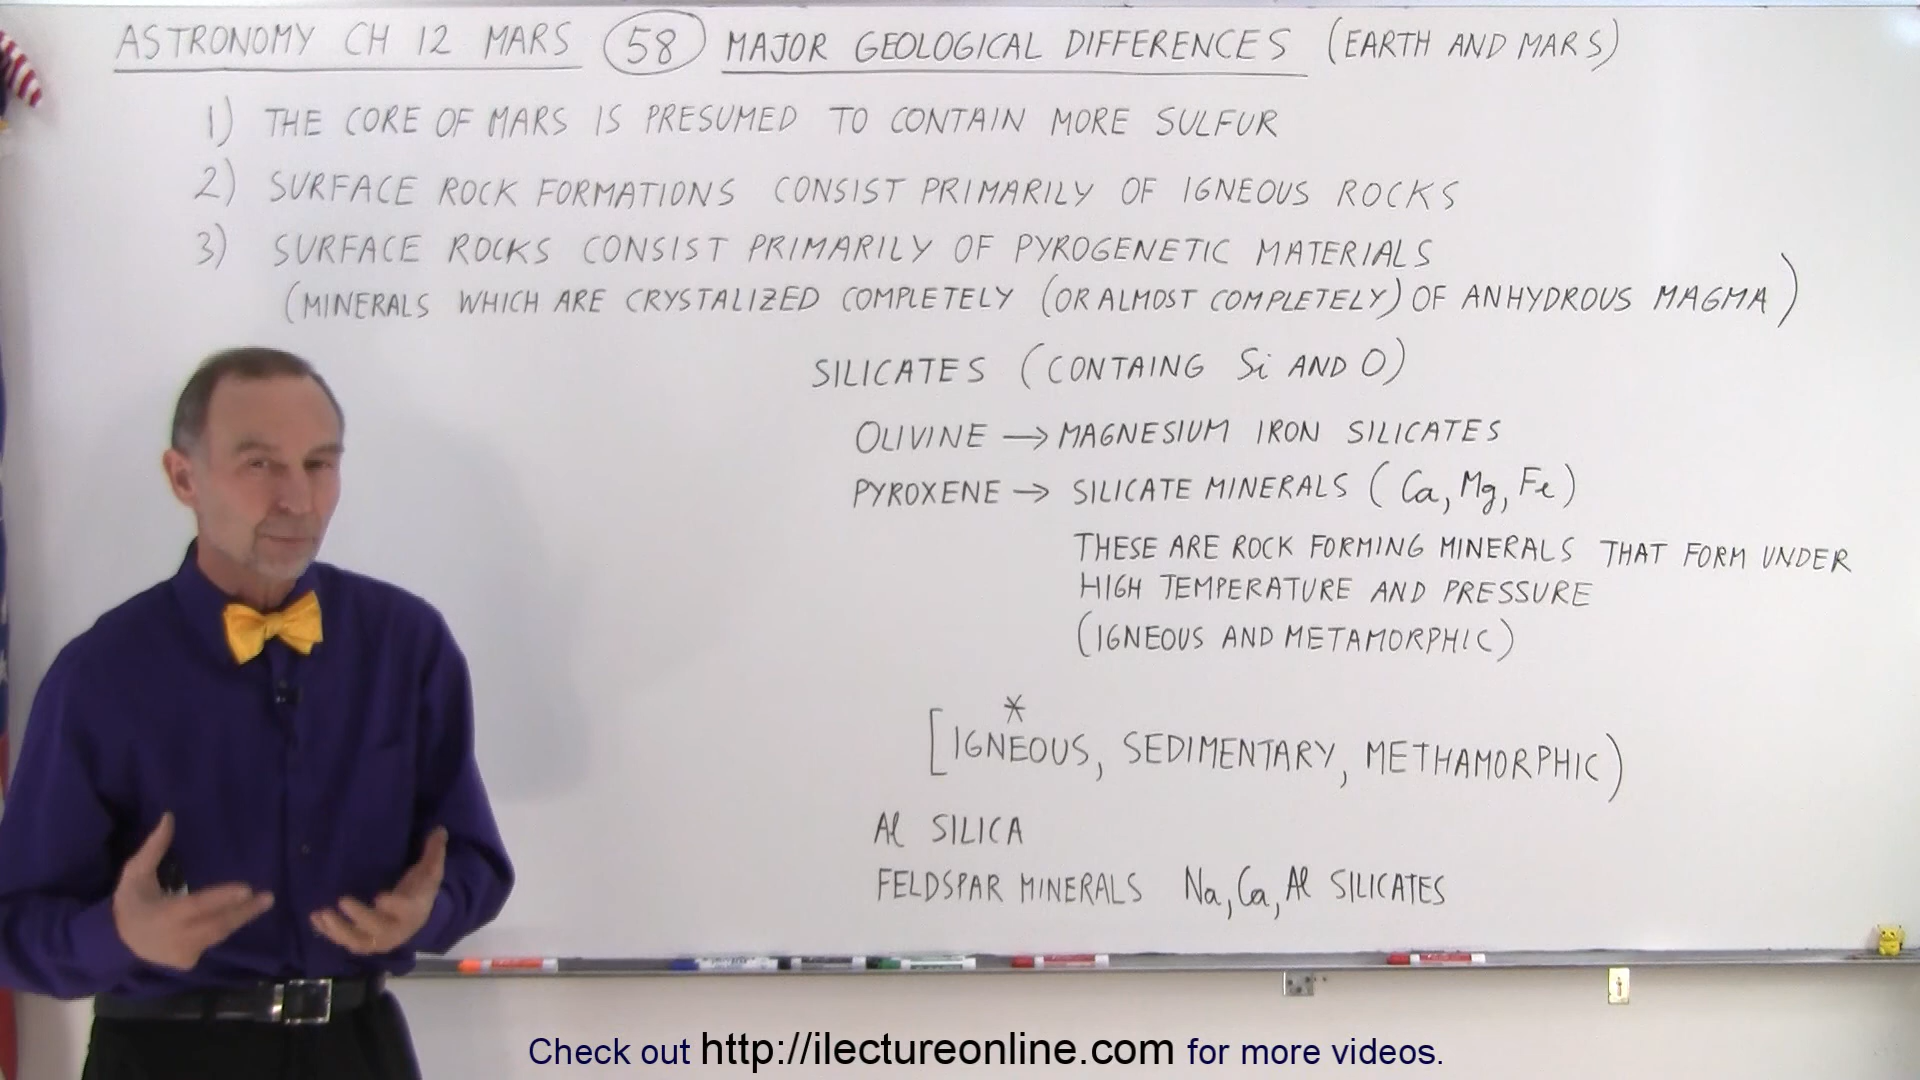 ASTRONOMY CH 12 MARS 58 MAJOR GEOLOGICAL DIFFERENCES (EARTH AND MARS)
1) THE CORE OF MARS IS PRESUMED TO CONTAIN MORE SULFUR
2) SURFACE ROCK FORMATIONS CONSIST PRIMARILY OF IGNEOUS ROCKS
3) SURFACE ROCKS CONSIST PRIMARILY OF PYROGENETIC MATERIALS
(MINERALS WHICH ARE CRYSTALIZED COMPLETELY (OR ALMOST COMPLETELY) OF ANHYDROUS MAGMA)
SILICATES (CONTAING Si AND O)
OLIVINE → MAGNESIUM IRON SILICATES
PYROXENE → SILICATE MINERALS (Ca, Mg, Fe)
THESE ARE ROCK FORMING MINERALS THAT FORM UNDER
HIGH TEMPERATURE AND PRESSURE
(IGNEOUS AND METAMORPHIC)
*
[IGNEOUS, SEDIMENTARY, METHAMORPHIC)
Al SILICA
FELDSPAR MINERALS Na, Ca, Al SILICATES
Check out http://ilectureonline.com for more videos.